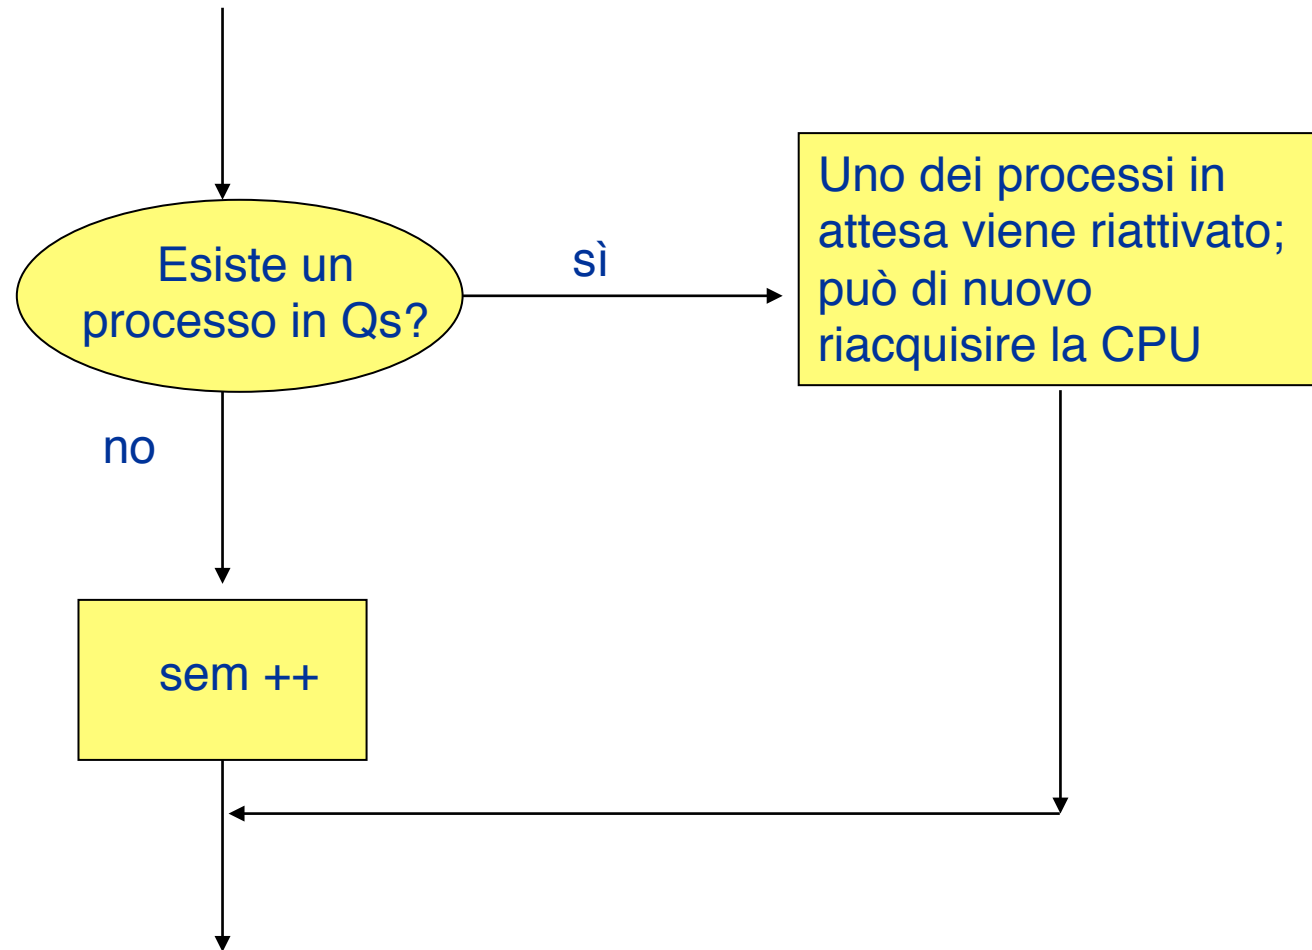 Esiste un
processo in Qs?
sì
Uno dei processi in
attesa viene riattivato;
può di nuovo
riacquisire la CPU
no
sem ++